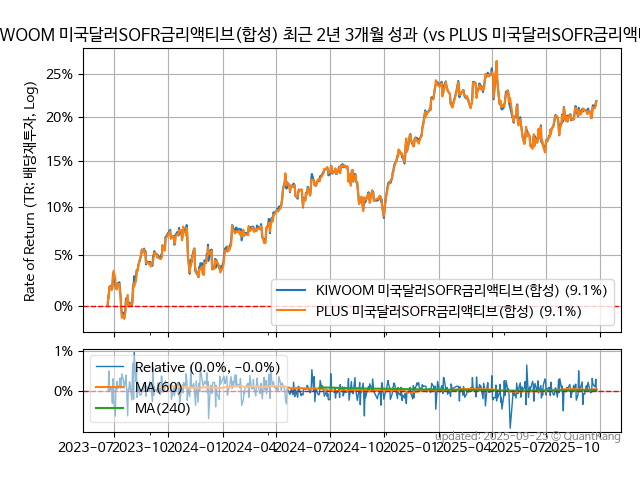 WOOM 미국달러SOFR금리액티브(합성) 최근 2년 3개월 성과 (vs PLUS 미국달러SOFR금리액
Rate of Return (TR: 배당재투자, Log)
25%
20%
15%
10%
5%
0%
KIWOOM 미국달러SOFR금리액티브(합성) (9.1%)
PLUS 미국달러SOFR금리액티브(합성) (9.1%)
1%
0%
Relative (0.0%, -0.0%)
MA(60)
MA(240)
2023-07 2023-10 2024-01 2024-04 2024-07 2024-10 2025-01 2025-04 2025-07 2025-10
updated: 2025-09-25 © QuantKang